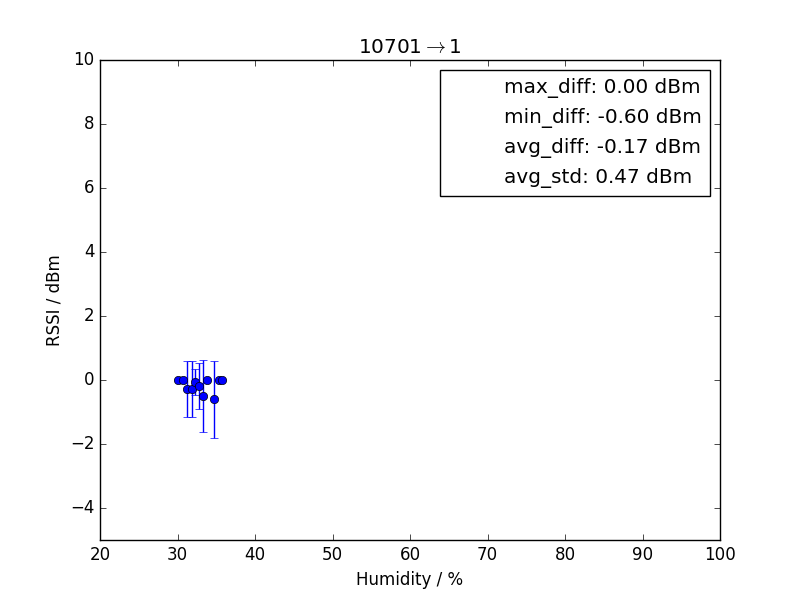 10701→1
max_diff: 0.00 dBm
min_diff: -0.60 dBm
avg_diff: -0.17 dBm
avg_std: 0.47 dBm
10
8
6
4
2
0
−2
−4
RSSI / dBm
20 30 40 50 60 70 80 90 100
Humidity / %